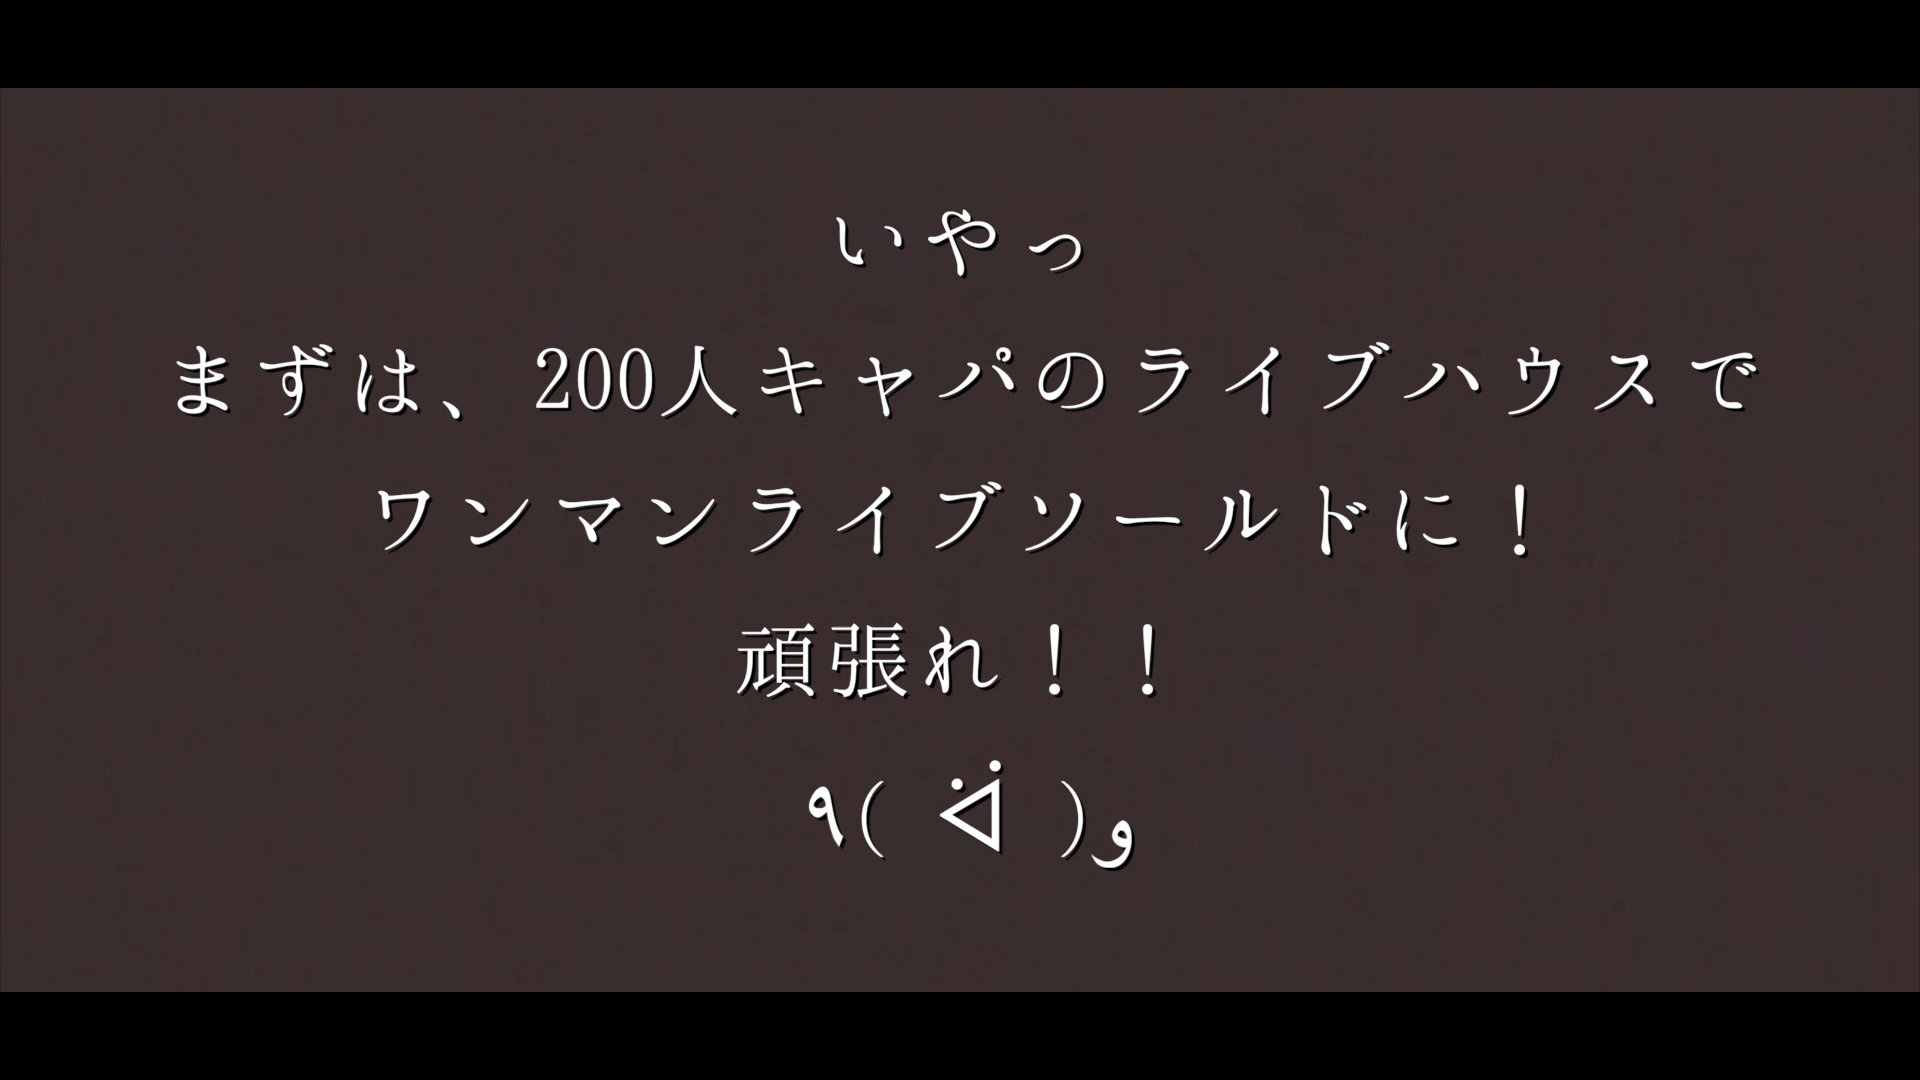 いやっ
まずは、200人キャパのライブハウスで
ワンマンライブソールドに！
頑張れ！！
٩( ᐛ )و